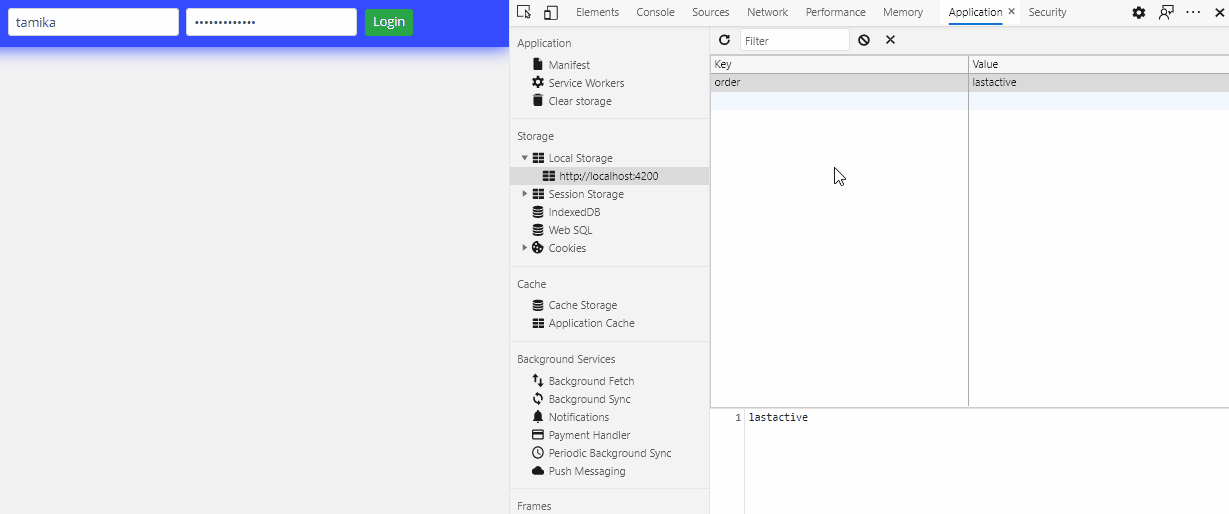 tamika ••••••••••••• Login
Elements Console Sources Network Performance Memory Application Security
Filter
Application
Manifest
Service Workers
Clear storage
Storage
Local Storage
http://localhost:4200
Session Storage
IndexedDB
Web SQL
Cookies
Cache
Cache Storage
Application Cache
Background Services
Background Fetch
Background Sync
Notifications
Payment Handler
Periodic Background Sync
Push Messaging
Frames
Key Value
order lastactive
1 lastactive